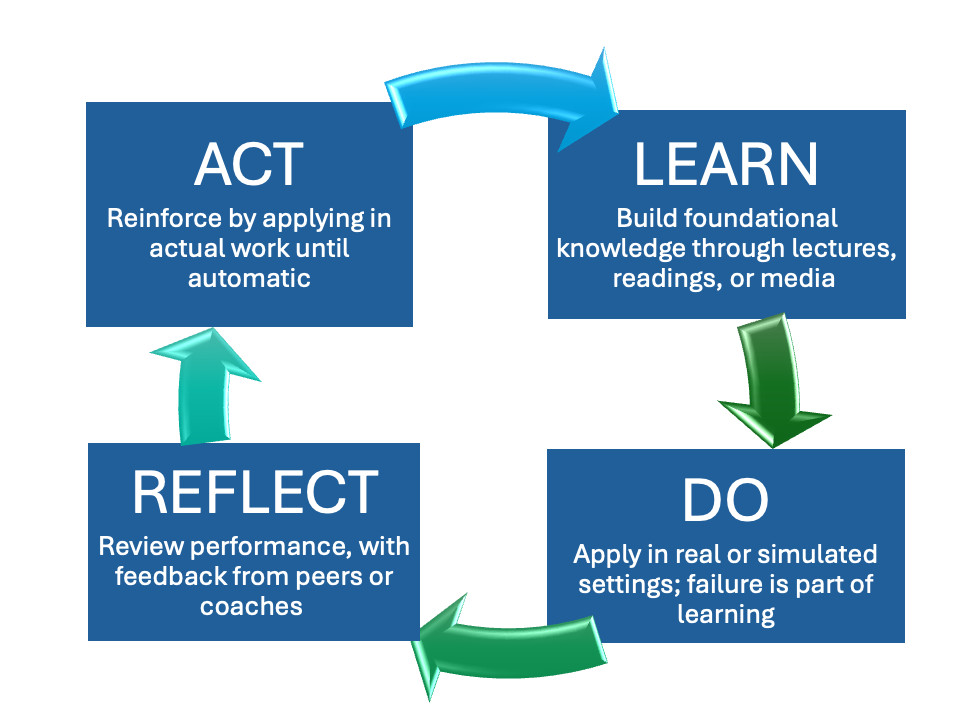 ACT
Reinforce by applying in
actual work until
automatic
LEARN
Build foundational
knowledge through lectures,
readings, or media
DO
Apply in real or simulated
settings; failure is part of
learning
REFLECT
Review performance, with
feedback from peers or
coaches